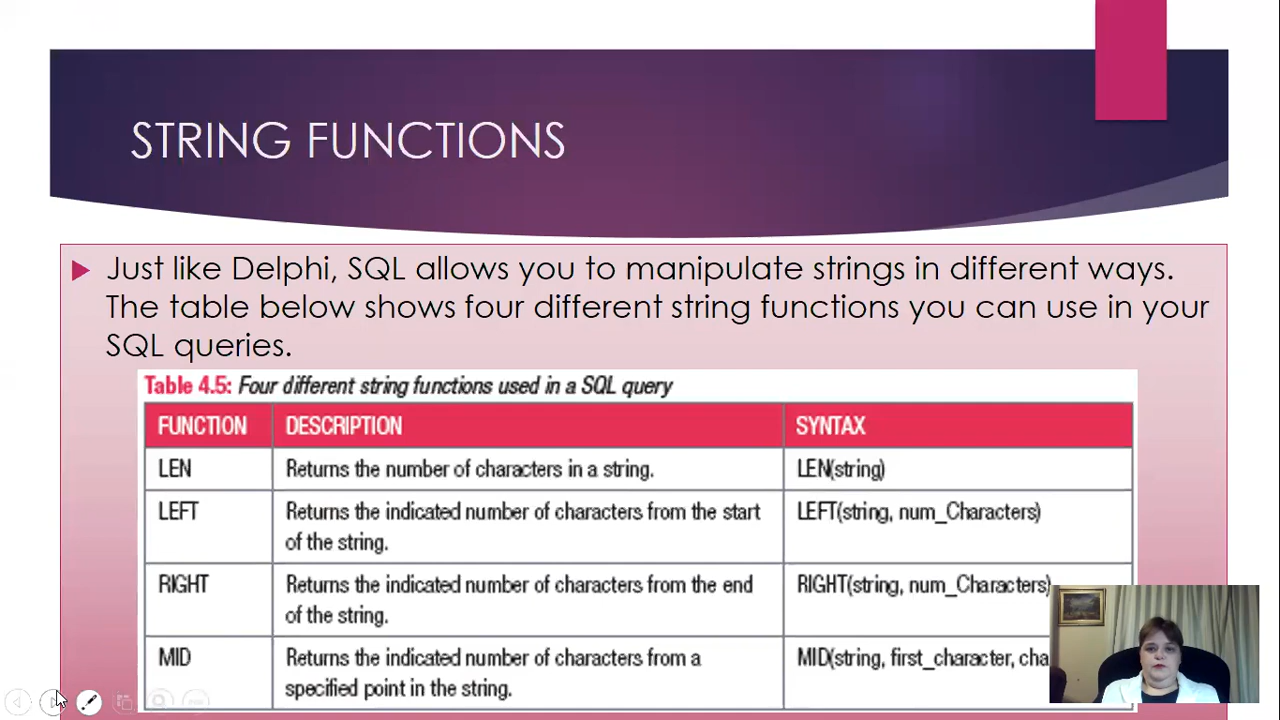 STRING FUNCTIONS
Just like Delphi, SQL allows you to manipulate strings in different ways.
The table below shows four different string functions you can use in your
SQL queries.
Table 4.5: Four different string functions used in a SQL query
FUNCTION DESCRIPTION SYNTAX
LEN Returns the number of characters in a string. LEN(string)
LEFT Returns the indicated number of characters from the start LEFT(string, num_Characters)
of the string.
RIGHT Returns the indicated number of characters from the end RIGHT(string, num_Characters)
of the string.
MID Returns the indicated number of characters from a MID(string, first_character,
specified point in the string.